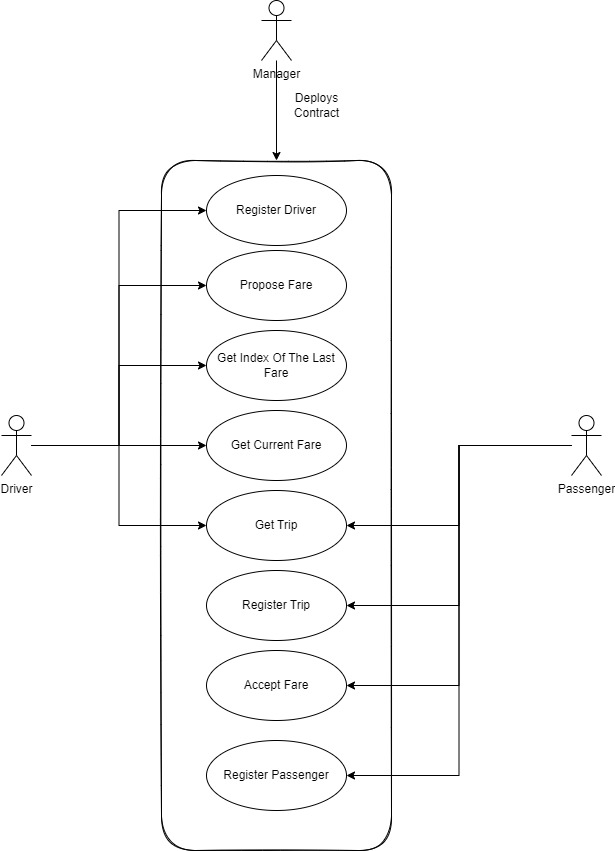 Manager
Deploys
Contract
Register Driver
Propose Fare
Get Index Of The Last
Fare
Get Current Fare
Driver
Passenger
Get Trip
Register Trip
Accept Fare
Register Passenger